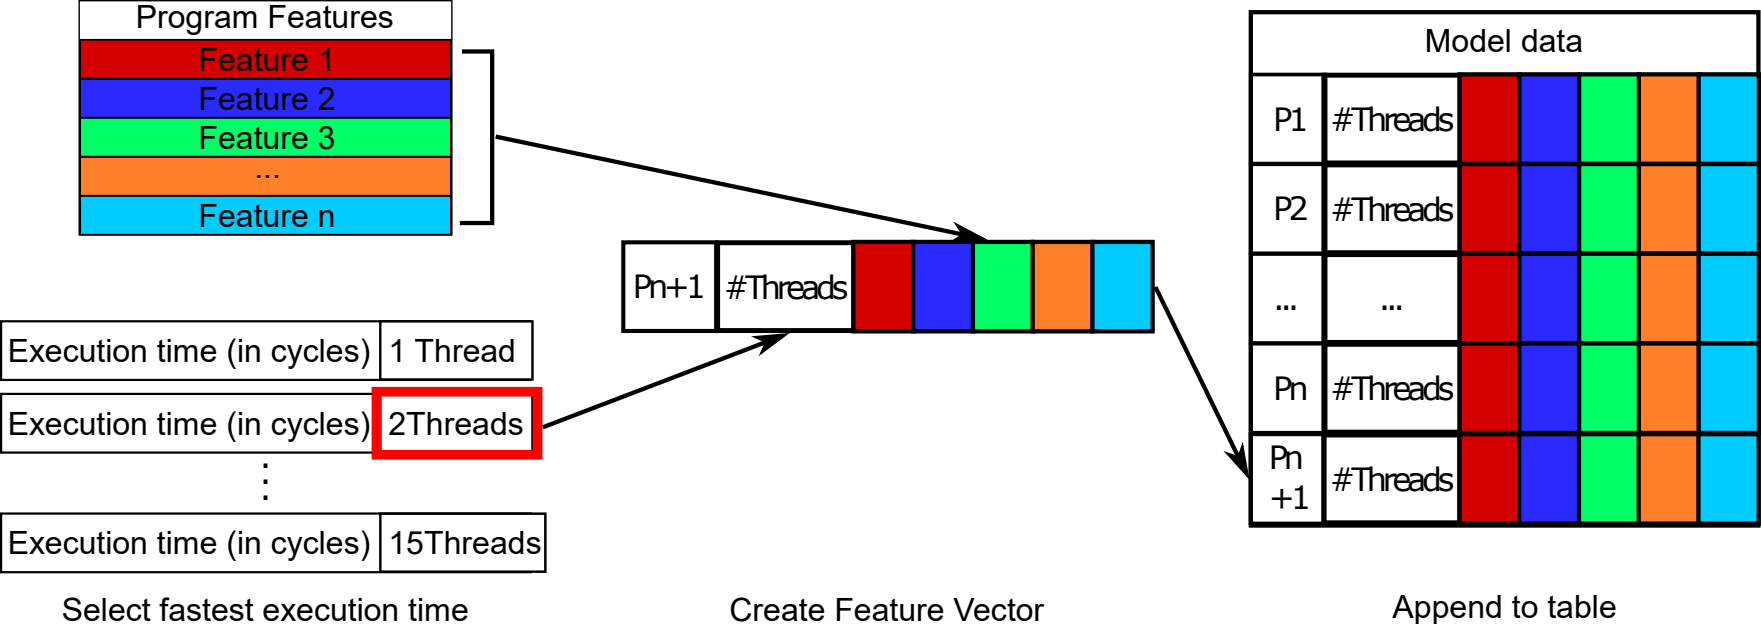 Program Features
Feature 1
Feature 2
Feature 3
...
Feature n
Execution time (in cycles) 1 Thread
Execution time (in cycles) 2Threads
⋮
Execution time (in cycles) 15Threads
Select fastest execution time
Pn+1 #Threads
Create Feature Vector
Model data
P1 #Threads
P2 #Threads
... ...
Pn #Threads
Pn
+1 #Threads
Append to table